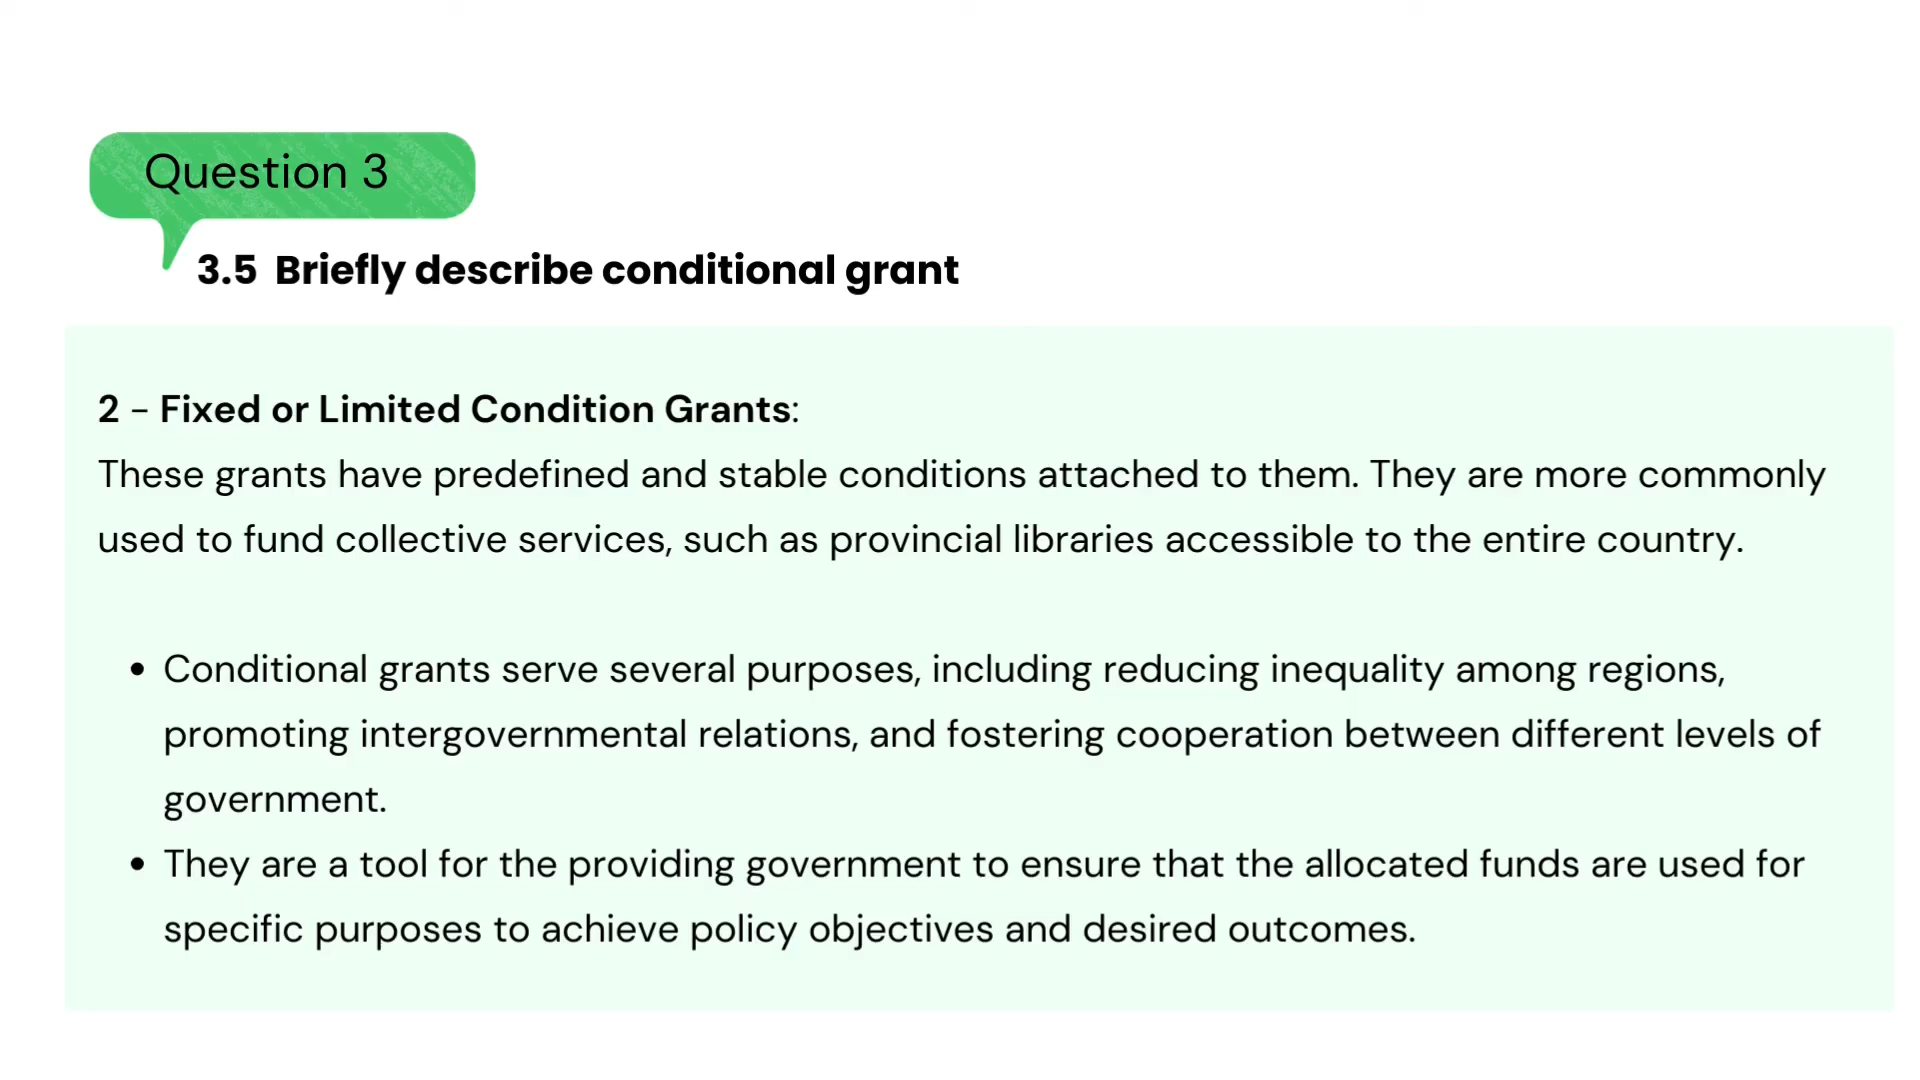 Question 3
3.5 Briefly describe conditional grant
2 - Fixed or Limited Condition Grants:
These grants have predefined and stable conditions attached to them. They are more commonly
used to fund collective services, such as provincial libraries accessible to the entire country.
• Conditional grants serve several purposes, including reducing inequality among regions,
promoting intergovernmental relations, and fostering cooperation between different levels of
government.
• They are a tool for the providing government to ensure that the allocated funds are used for
specific purposes to achieve policy objectives and desired outcomes.